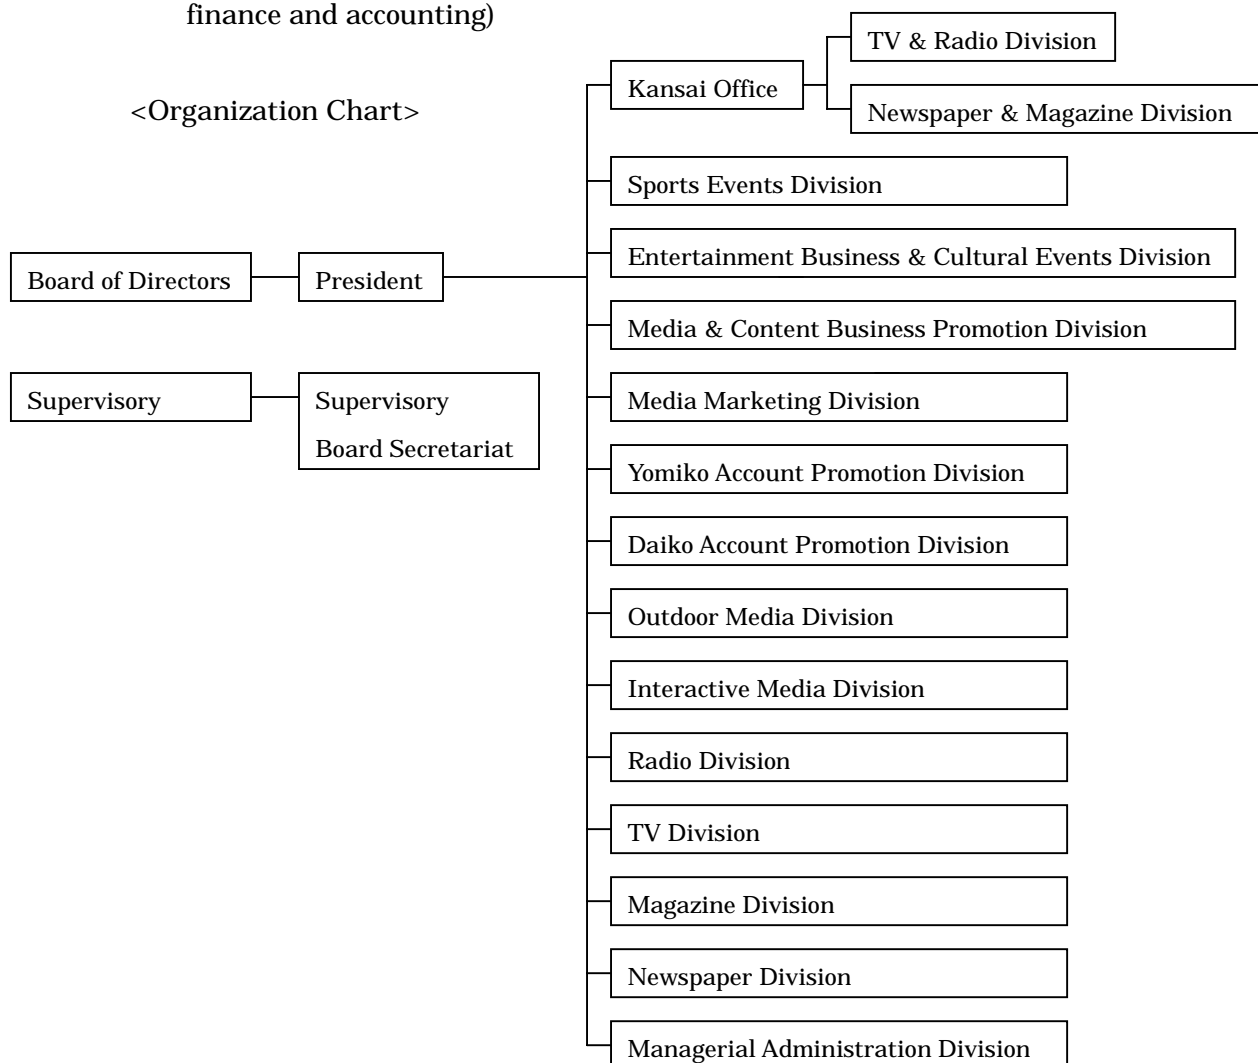 finance and accounting)
<Organization Chart>
Board of Directors
President
Supervisory
Supervisory
Board Secretariat
Kansai Office
TV & Radio Division
Newspaper & Magazine Division
Sports Events Division
Entertainment Business & Cultural Events Division
Media & Content Business Promotion Division
Media Marketing Division
Yomiko Account Promotion Division
Daiko Account Promotion Division
Outdoor Media Division
Interactive Media Division
Radio Division
TV Division
Magazine Division
Newspaper Division
Managerial Administration Division